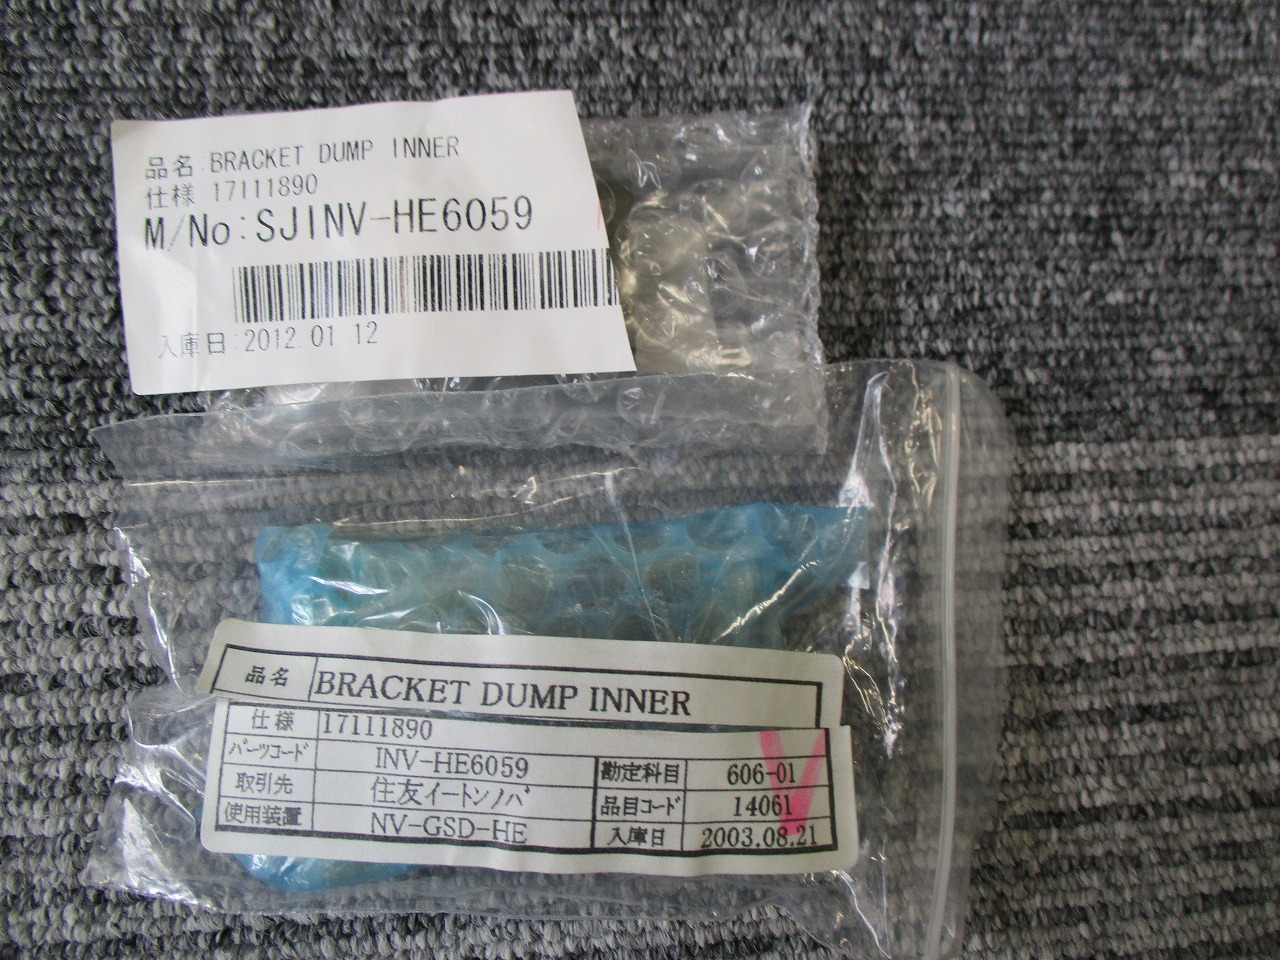 品名:BRACKET DUMP INNER
仕様 17111890
M/No:SJINV-HE6059
入庫日:2012.01 12
品名 BRACKET DUMP INNER
仕様 17111890
パーツコード INV-HE6059 勘定科目 606-01
取引先 住友イートンノバ 品目コード 14061
使用装置 NV-GSD-HE 入庫日 2003.08.21